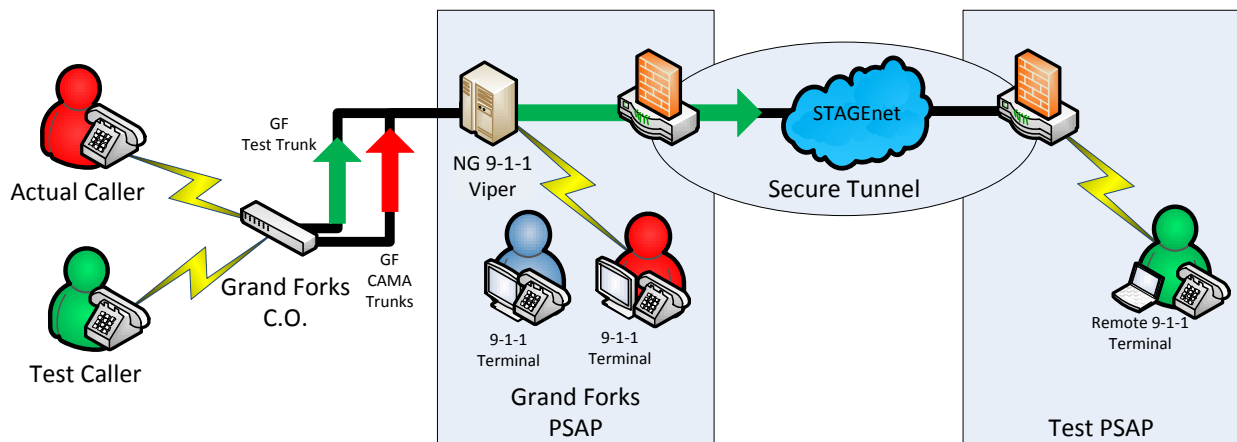 Actual Caller
Test Caller
Grand Forks
C.O.
GF
Test Trunk
GF
CAMA
Trunks
NG 9-1-1
Viper
9-1-1
Terminal
9-1-1
Terminal
Grand Forks
PSAP
STAGEnet
Secure Tunnel
Remote 9-1-1
Terminal
Test PSAP